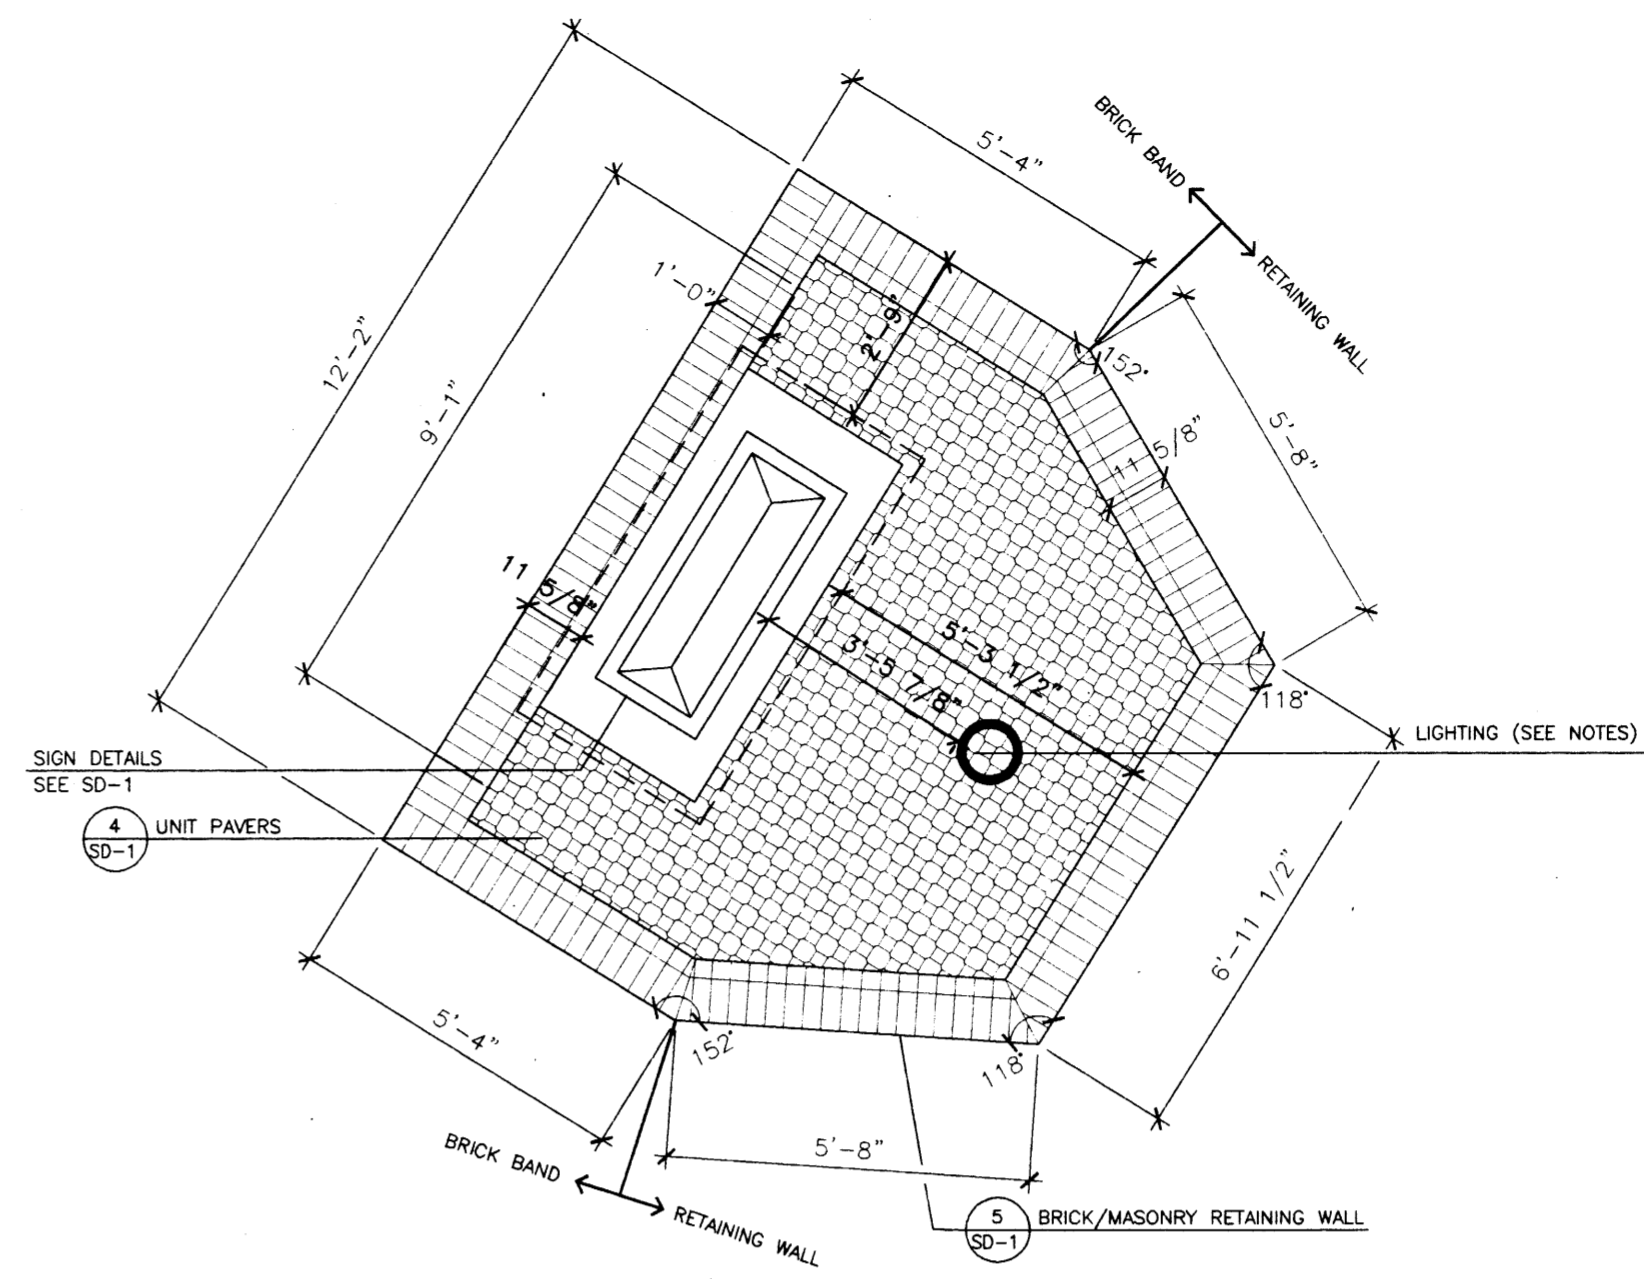 5'-4"
BRICK BAND
RETAINING WALL
12'-2"
9'-1"
1'-0"
2'-9"
152°
11 5/8"
5'-8"
11 5/8"
5'-3 1/2"
3'-5 7/8"
118°
LIGHTING (SEE NOTES)
SIGN DETAILS
SEE SD-1
4
SD-1
UNIT PAVERS
6'-11 1/2"
5'-4"
152°
118°
BRICK BAND
RETAINING WALL
5'-8"
5
SD-1
BRICK/MASONRY RETAINING WALL